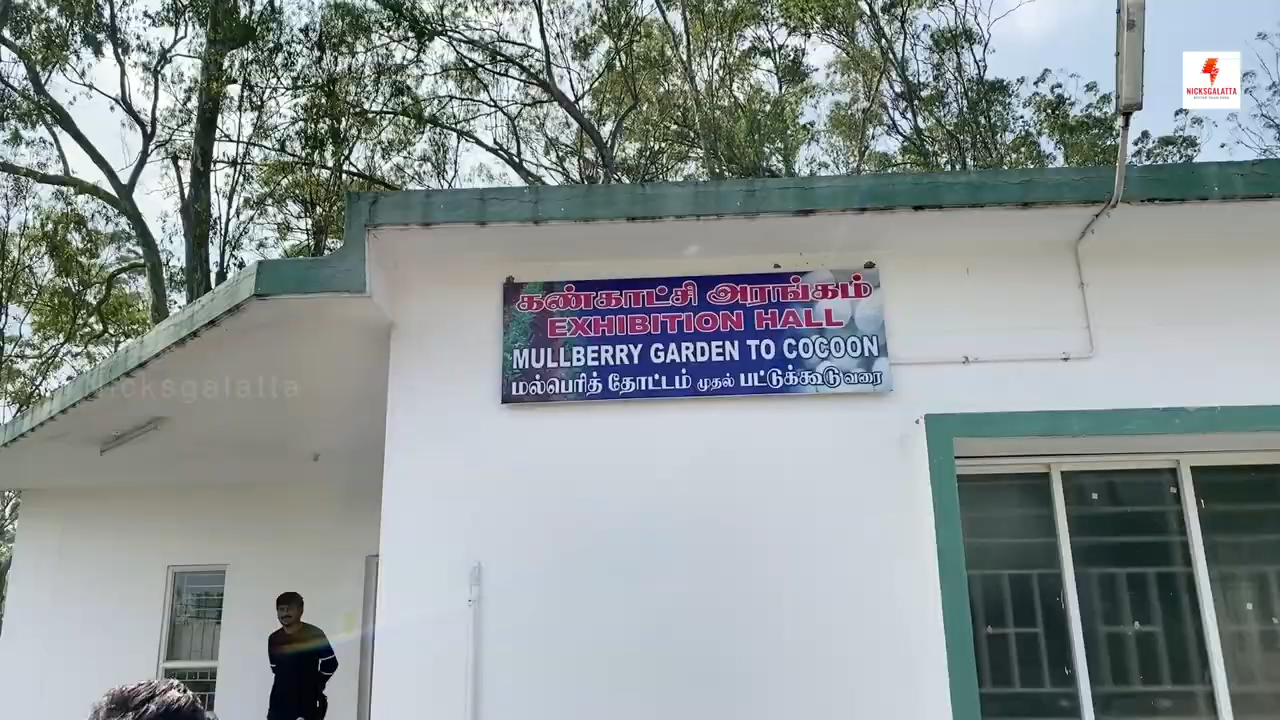 NICKSGALATTA
கண்காட்சி அரங்கம்
EXHIBITION HALL
MULLBERRY GARDEN TO COCOON
மல்பெரித் தோட்டம் முதல் பட்டுக்கூடு வரை
Nicksgalatta